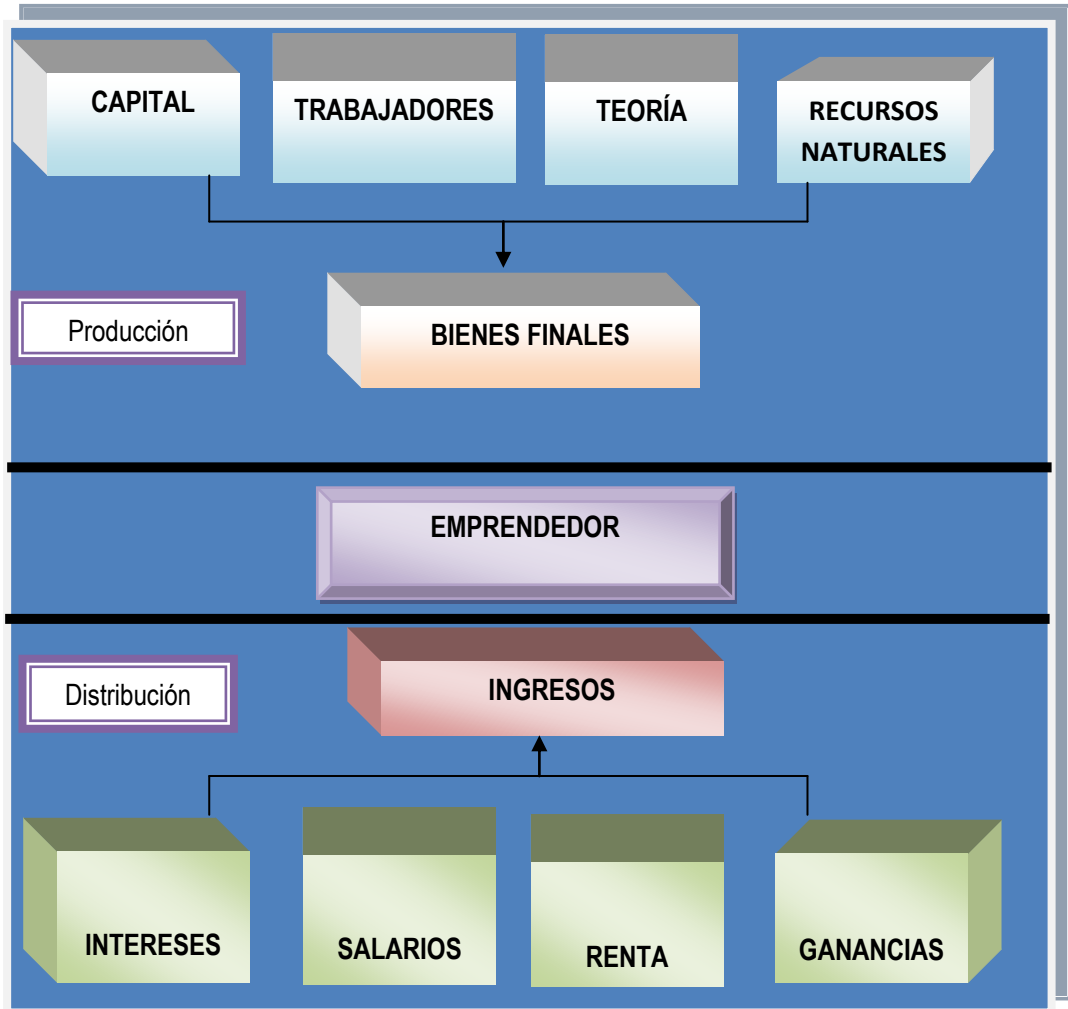 CAPITAL
TRABAJADORES
TEORÍA
RECURSOS
NATURALES
Producción
BIENES FINALES
EMPRENDEDOR
Distribución
INGRESOS
INTERESES
SALARIOS
RENTA
GANANCIAS